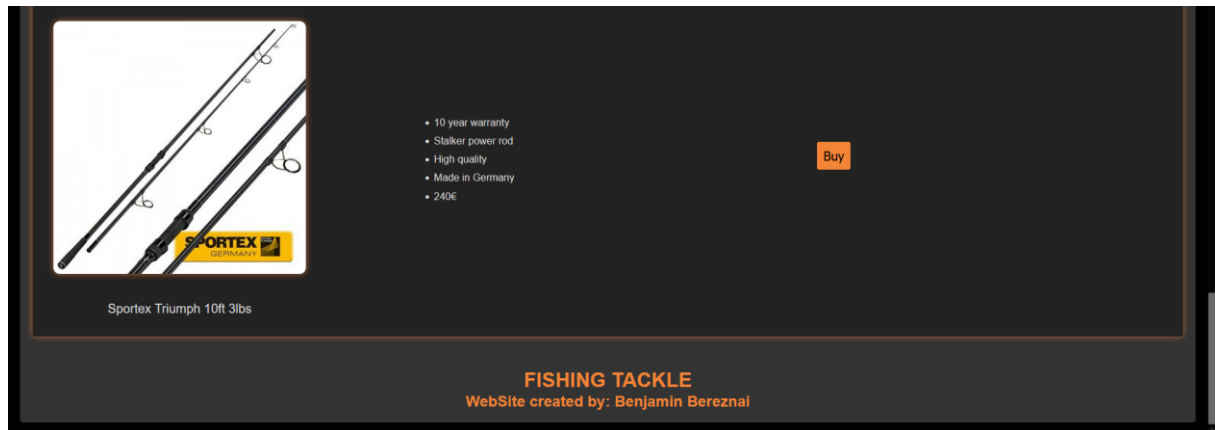 SPORTEX
GERMANY
Sportex Triumph 10ft 3lbs
10 year warranty
Stalker power rod
High quality
Made in Germany
240€
Buy
FISHING TACKLE
WebSite created by: Benjamin Bereznai